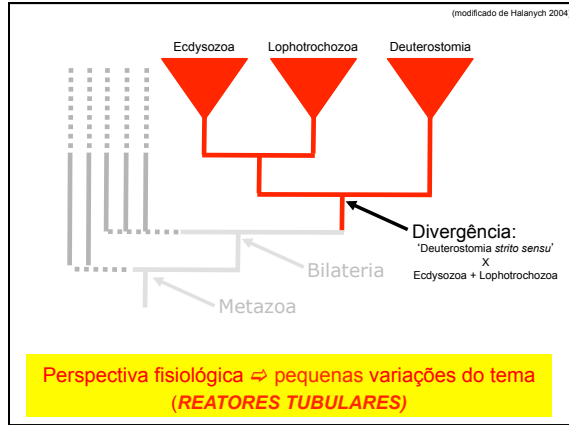 (modificado de Halanych 2004)
Ecdysozoa Lophotrochozoa Deuterostomia
Divergência:
'Deuterostomia strito sensu'
X
Ecdysozoa + Lophotrochozoa
Bilateria
Metazoa
Perspectiva fisiológica ⇨ pequenas variações do tema
(REATORES TUBULARES)